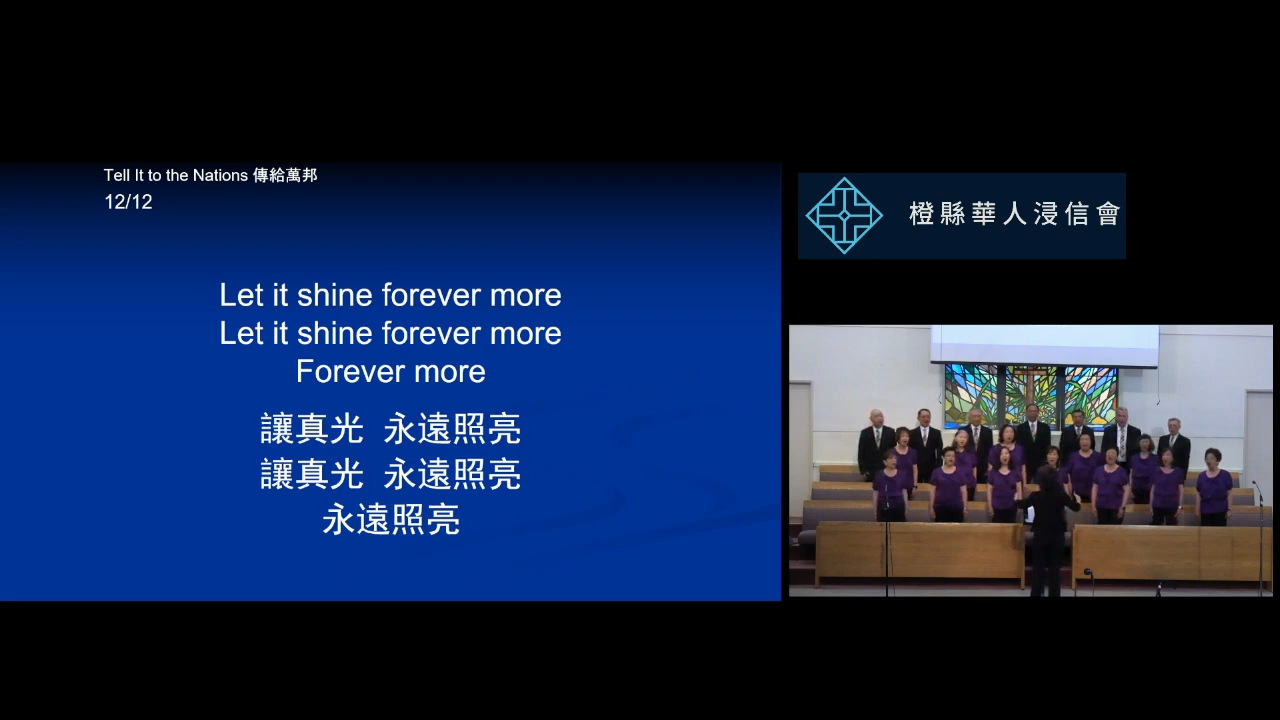 Tell It to the Nations 傳給萬邦
12/12
Let it shine forever more
Let it shine forever more
Forever more
讓真光 永遠照亮
讓真光 永遠照亮
永遠照亮
橙縣華人浸信會